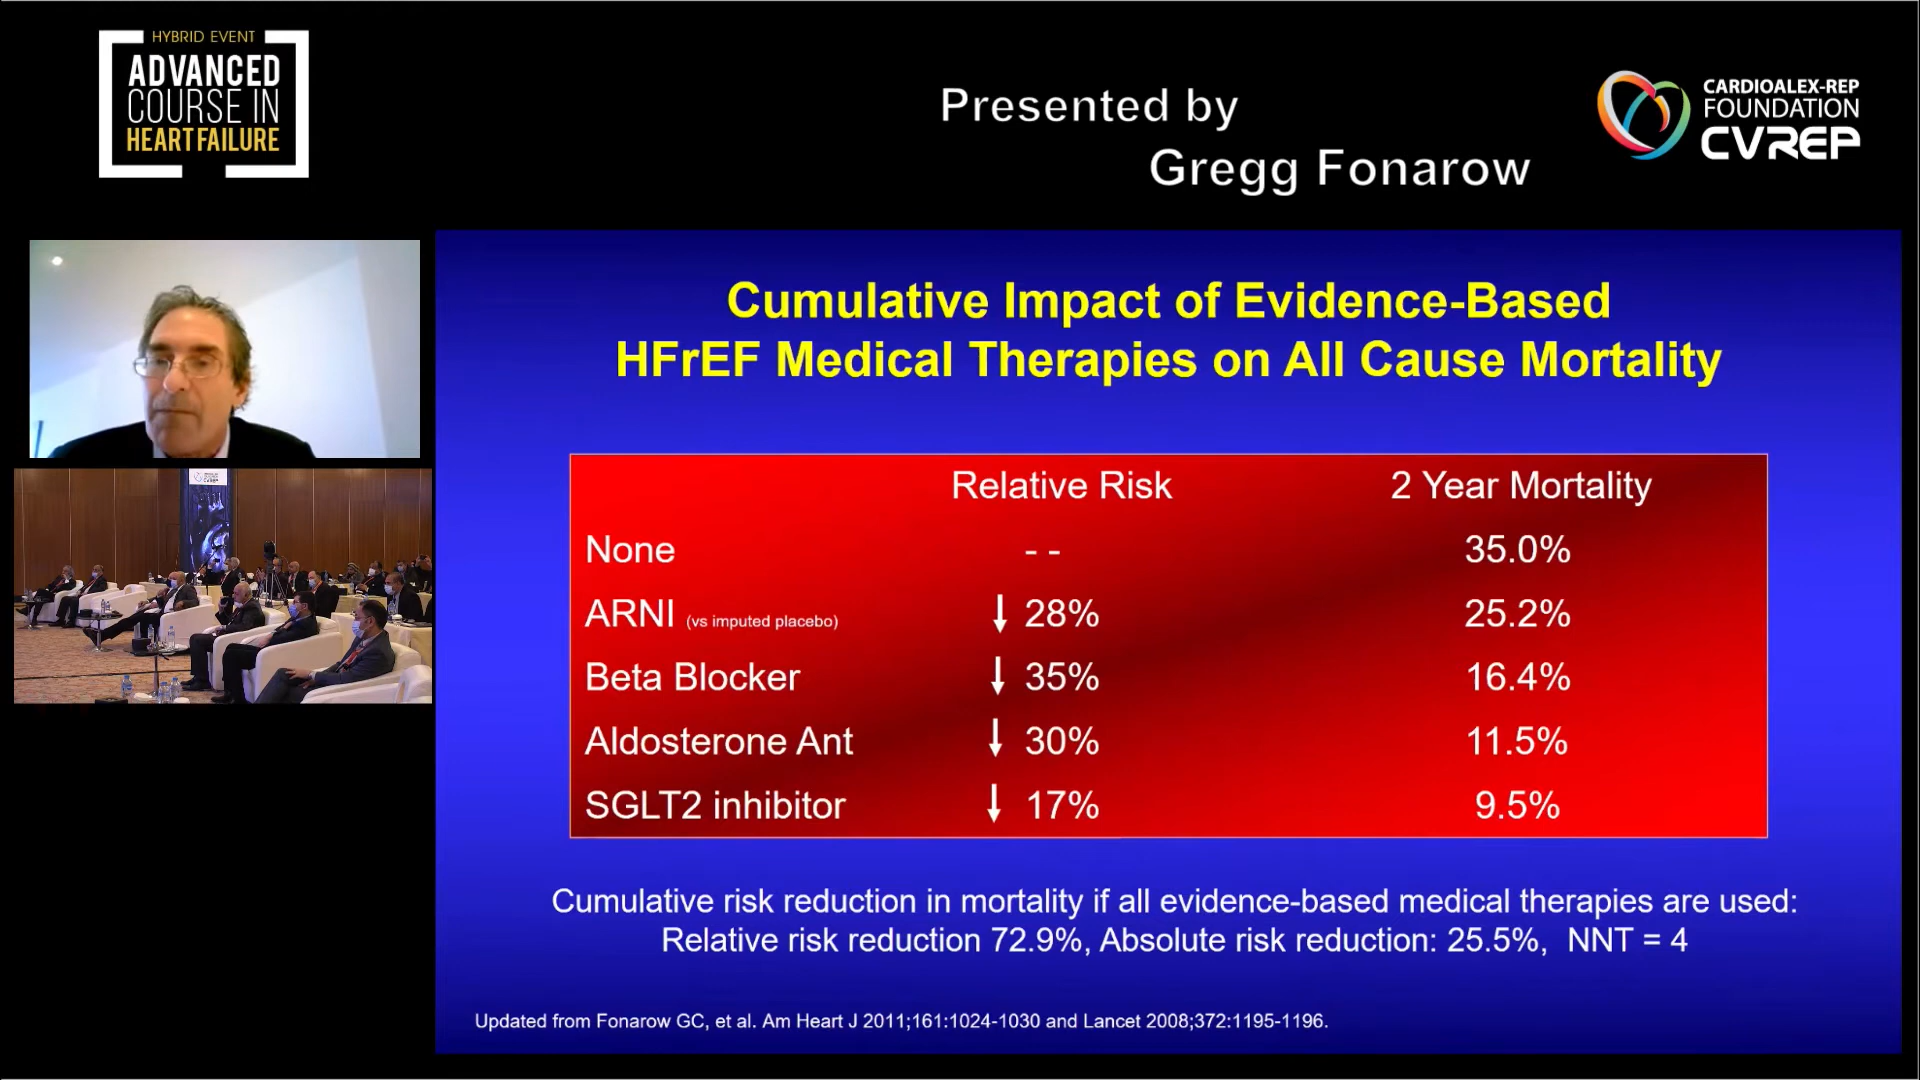 HYBRID EVENT
ADVANCED
COURSE IN
HEART FAILURE
Presented by
Gregg Fonarow
CARDIOALEX-REP
FOUNDATION
CVREP
Cumulative Impact of Evidence-Based
HFrEF Medical Therapies on All Cause Mortality
Relative Risk 2 Year Mortality
None - - 35.0%
ARNI (vs imputed placebo) ↓ 28% 25.2%
Beta Blocker ↓ 35% 16.4%
Aldosterone Ant ↓ 30% 11.5%
SGLT2 inhibitor ↓ 17% 9.5%
Cumulative risk reduction in mortality if all evidence-based medical therapies are used:
Relative risk reduction 72.9%, Absolute risk reduction: 25.5%, NNT = 4
Updated from Fonarow GC, et al. Am Heart J 2011;161:1024-1030 and Lancet 2008;372:1195-1196.
CVREP